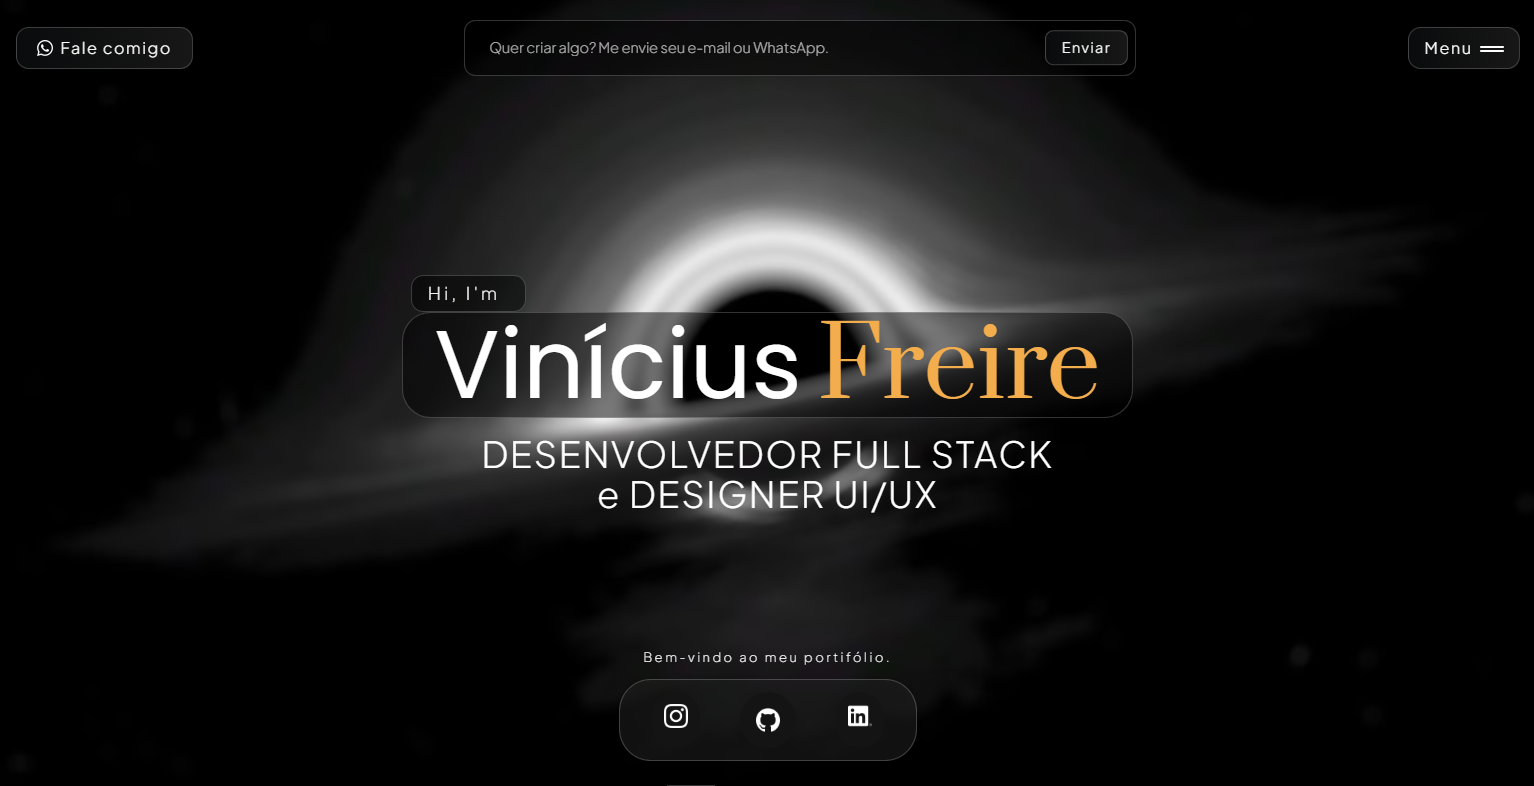 Fale comigo
Quer criar algo? Me envie seu e-mail ou WhatsApp.
Enviar
Menu
Hi, I'm
Vinícius Freire
DESENVOLVEDOR FULL STACK
e DESIGNER UI/UX
Bem-vindo ao meu portifólio.
in